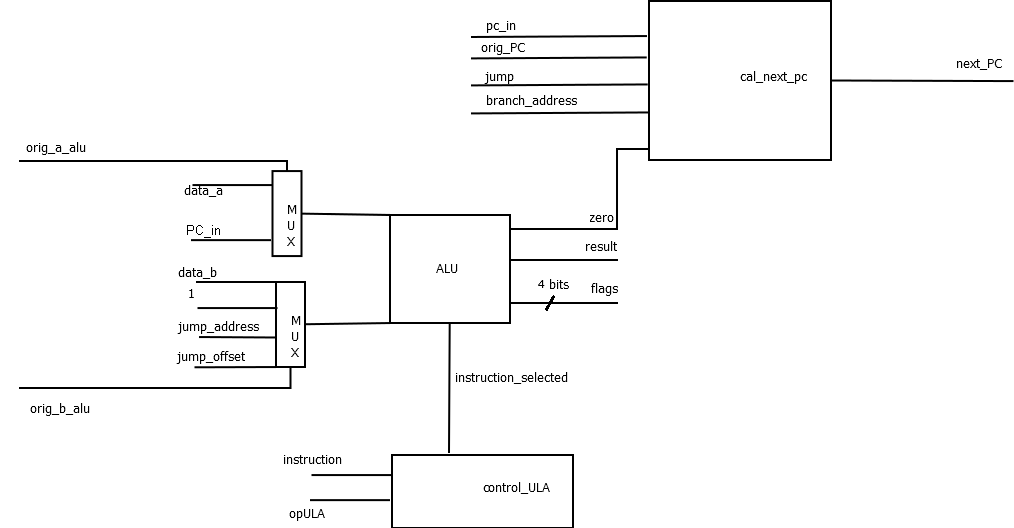 pc_in
orig_PC
jump
branch_address
cal_next_pc
next_PC
orig_a_alu
data_a
PC_in
M
U
X
zero
result
4 bits
flags
ALU
data_b
1
jump_address
jump_offset
M
U
X
orig_b_alu
instruction_selected
instruction
opULA
control_ULA